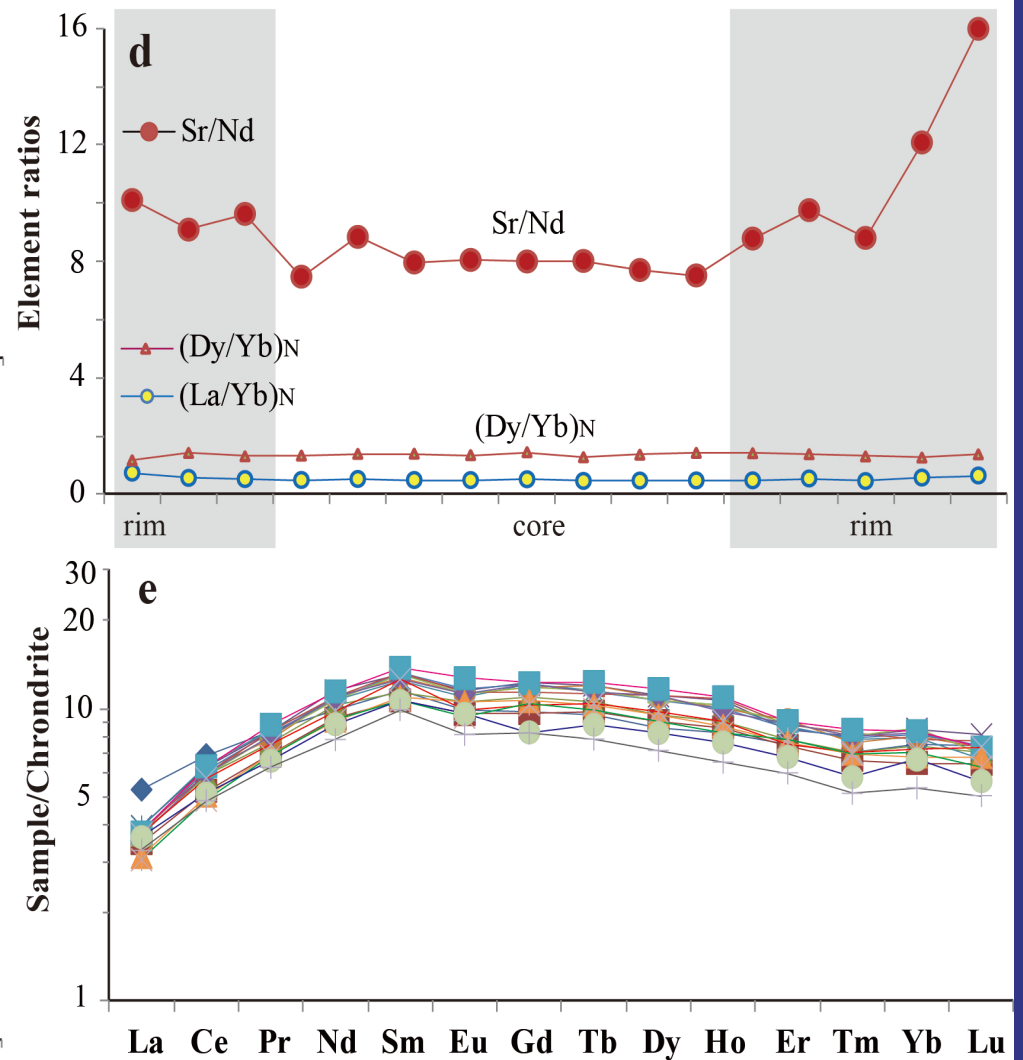 d
16
12
8
4
0
Element ratios
Sr/Nd
Sr/Nd
(Dy/Yb)N
(La/Yb)N
(Dy/Yb)N
rim
core
rim
e
30
20
10
5
1
Sample/Chrondrite
La Ce Pr Nd Sm Eu Gd Tb Dy Ho Er Tm Yb Lu